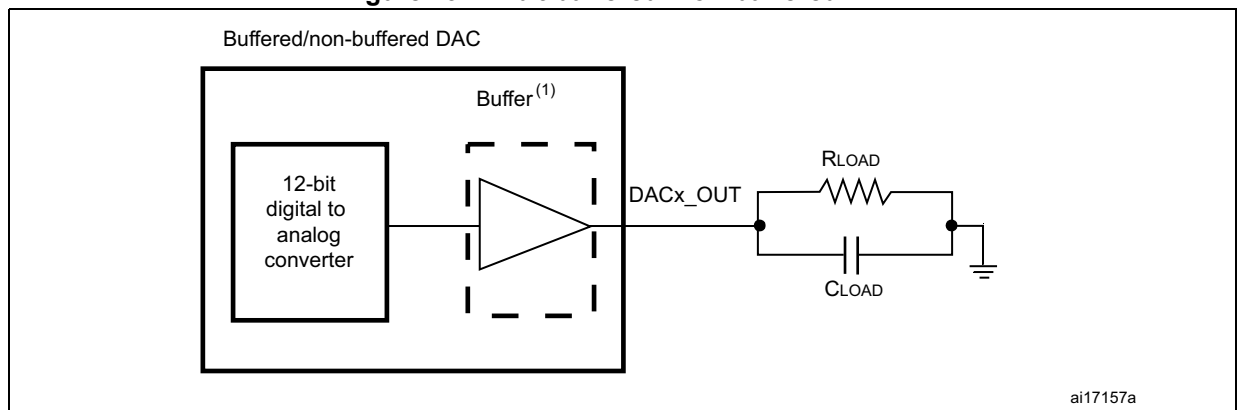 Buffered/non-buffered DAC
Buffer(1)
12-bit
digital to
analog
converter
DACx_OUT
RLOAD
CLOAD
ai17157a